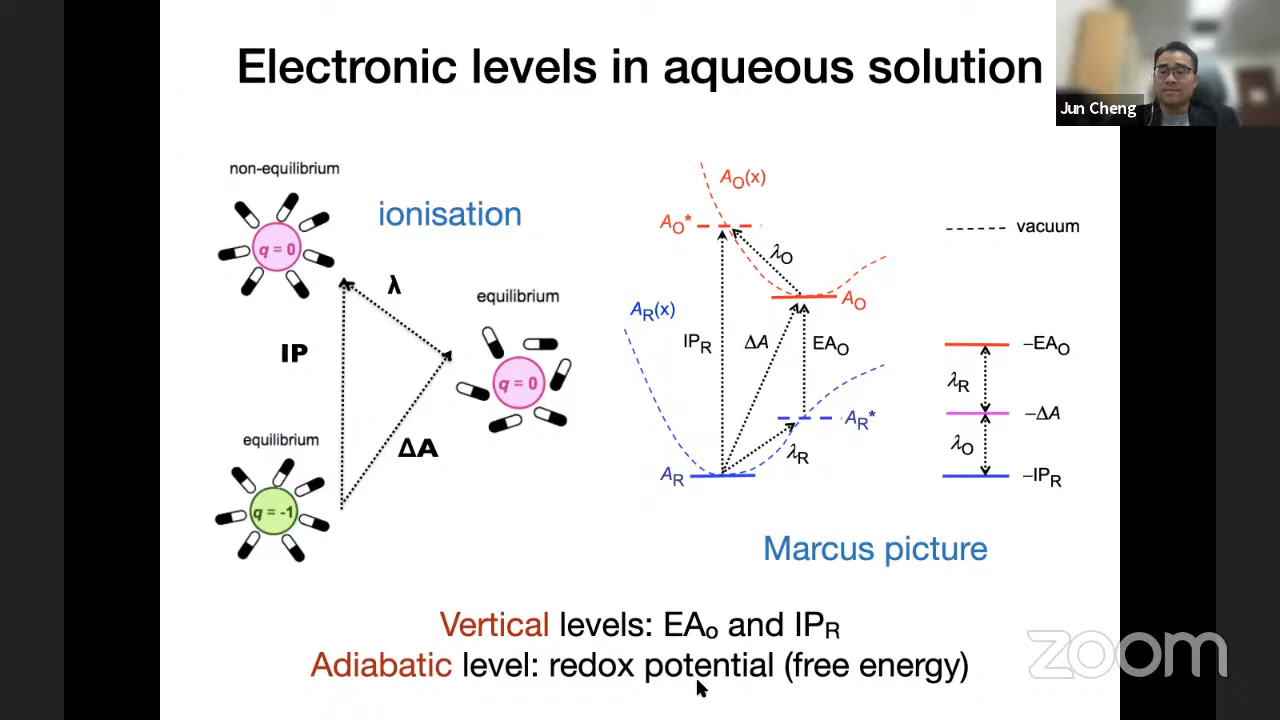 Electronic levels in aqueous solution
Jun Cheng
non-equilibrium
ionisation
q = 0
λ
IP
equilibrium
q = 0
equilibrium
ΔA
q = -1
A_O(x)
A_O*
λ_O
vacuum
A_R(x)
A_O
IP_R
ΔA
EA_O
−EA_O
λ_R
−ΔA
A_R*
λ_O
λ_R
A_R
−IP_R
Marcus picture
Vertical levels: EAₒ and IP_R
Adiabatic level: redox potential (free energy)
zoom